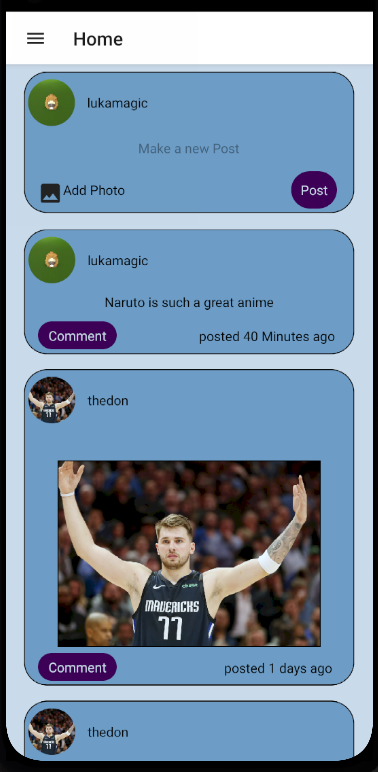 Home
lukamagic
Make a new Post
Add Photo
Post
lukamagic
Naruto is such a great anime
Comment
posted 40 Minutes ago
thedon
MAVERICKS
77
Comment
posted 1 days ago
thedon